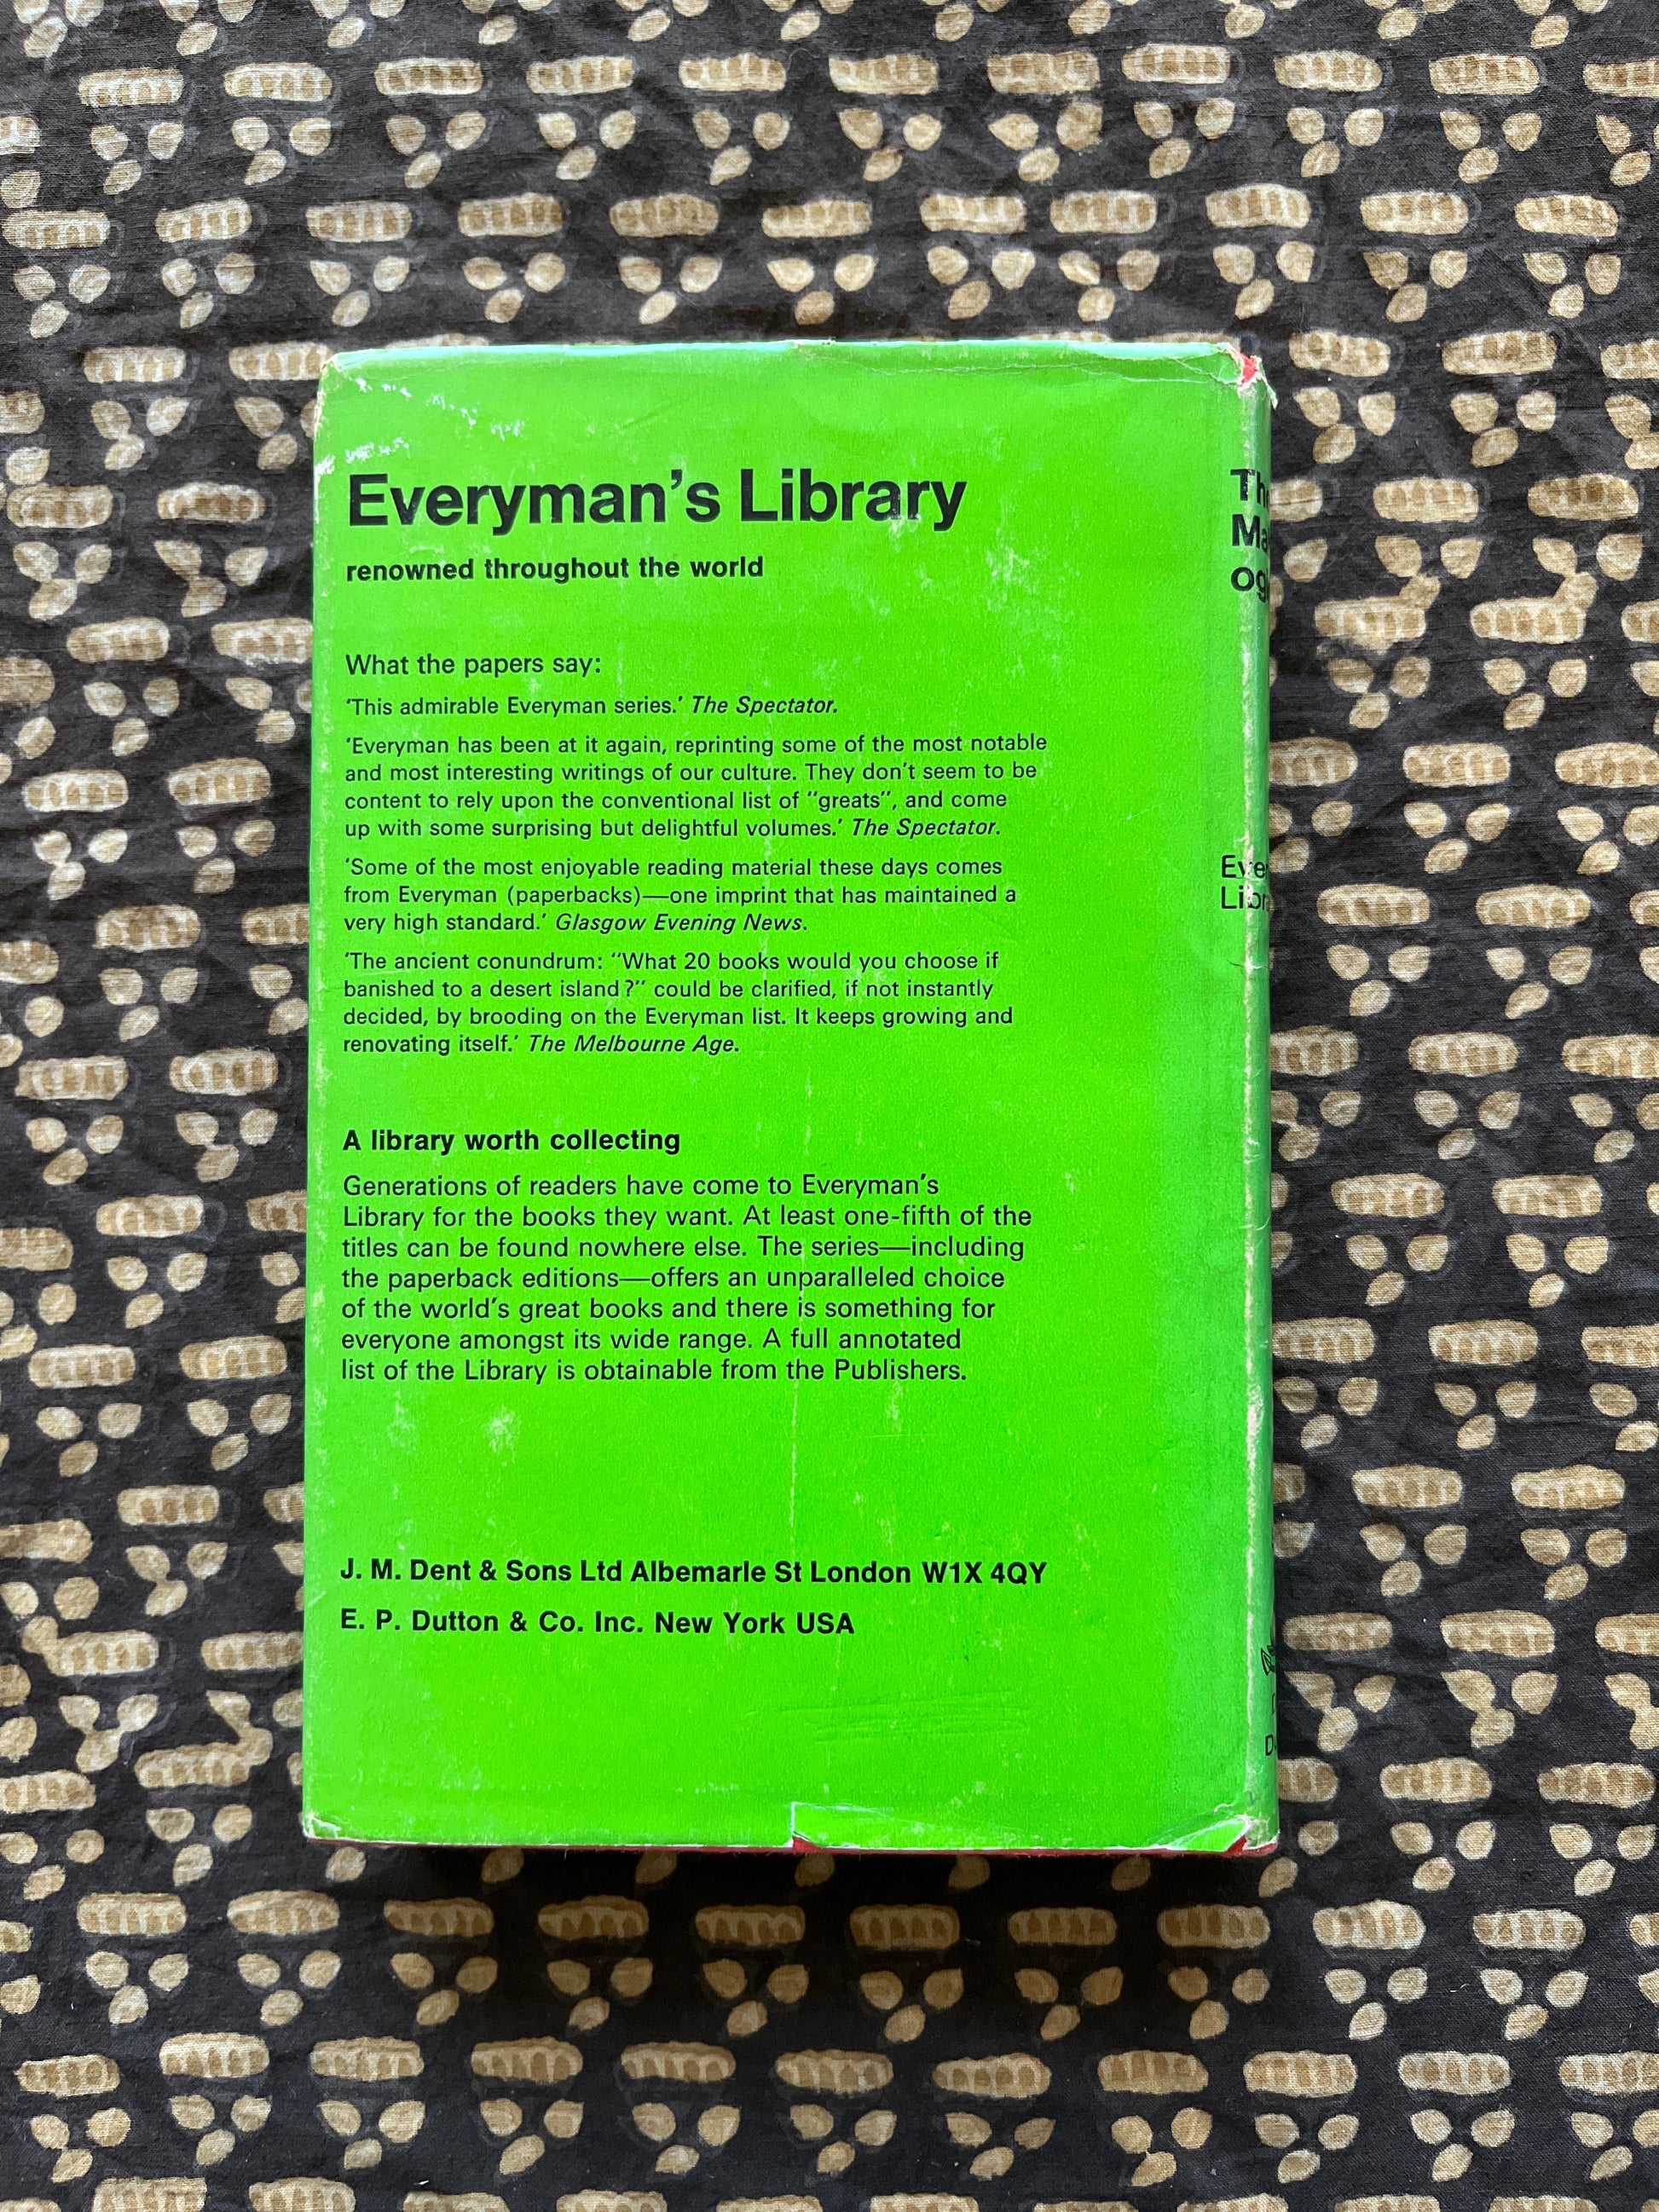 Everyman's Library
renowned throughout the world
What the papers say:
‘This admirable Everyman series.’ The Spectator.
‘Everyman has been at it again, reprinting some of the most notable
and most interesting writings of our culture. They don't seem to be
content to rely upon the conventional list of “greats”, and come
up with some surprising but delightful volumes.’ The Spectator.
‘Some of the most enjoyable reading material these days comes
from Everyman (paperbacks)—one imprint that has maintained a
very high standard.’ Glasgow Evening News.
‘The ancient conundrum: “What 20 books would you choose if
banished to a desert island?” could be clarified, if not instantly
decided, by brooding on the Everyman list. It keeps growing and
renovating itself.’ The Melbourne Age.
A library worth collecting
Generations of readers have come to Everyman's
Library for the books they want. At least one-fifth of the
titles can be found nowhere else. The series—including
the paperback editions—offers an unparalleled choice
of the world's great books and there is something for
everyone amongst its wide range. A full annotated
list of the Library is obtainable from the Publishers.
J. M. Dent & Sons Ltd Albemarle St London W1X 4QY
E. P. Dutton & Co. Inc. New York USA